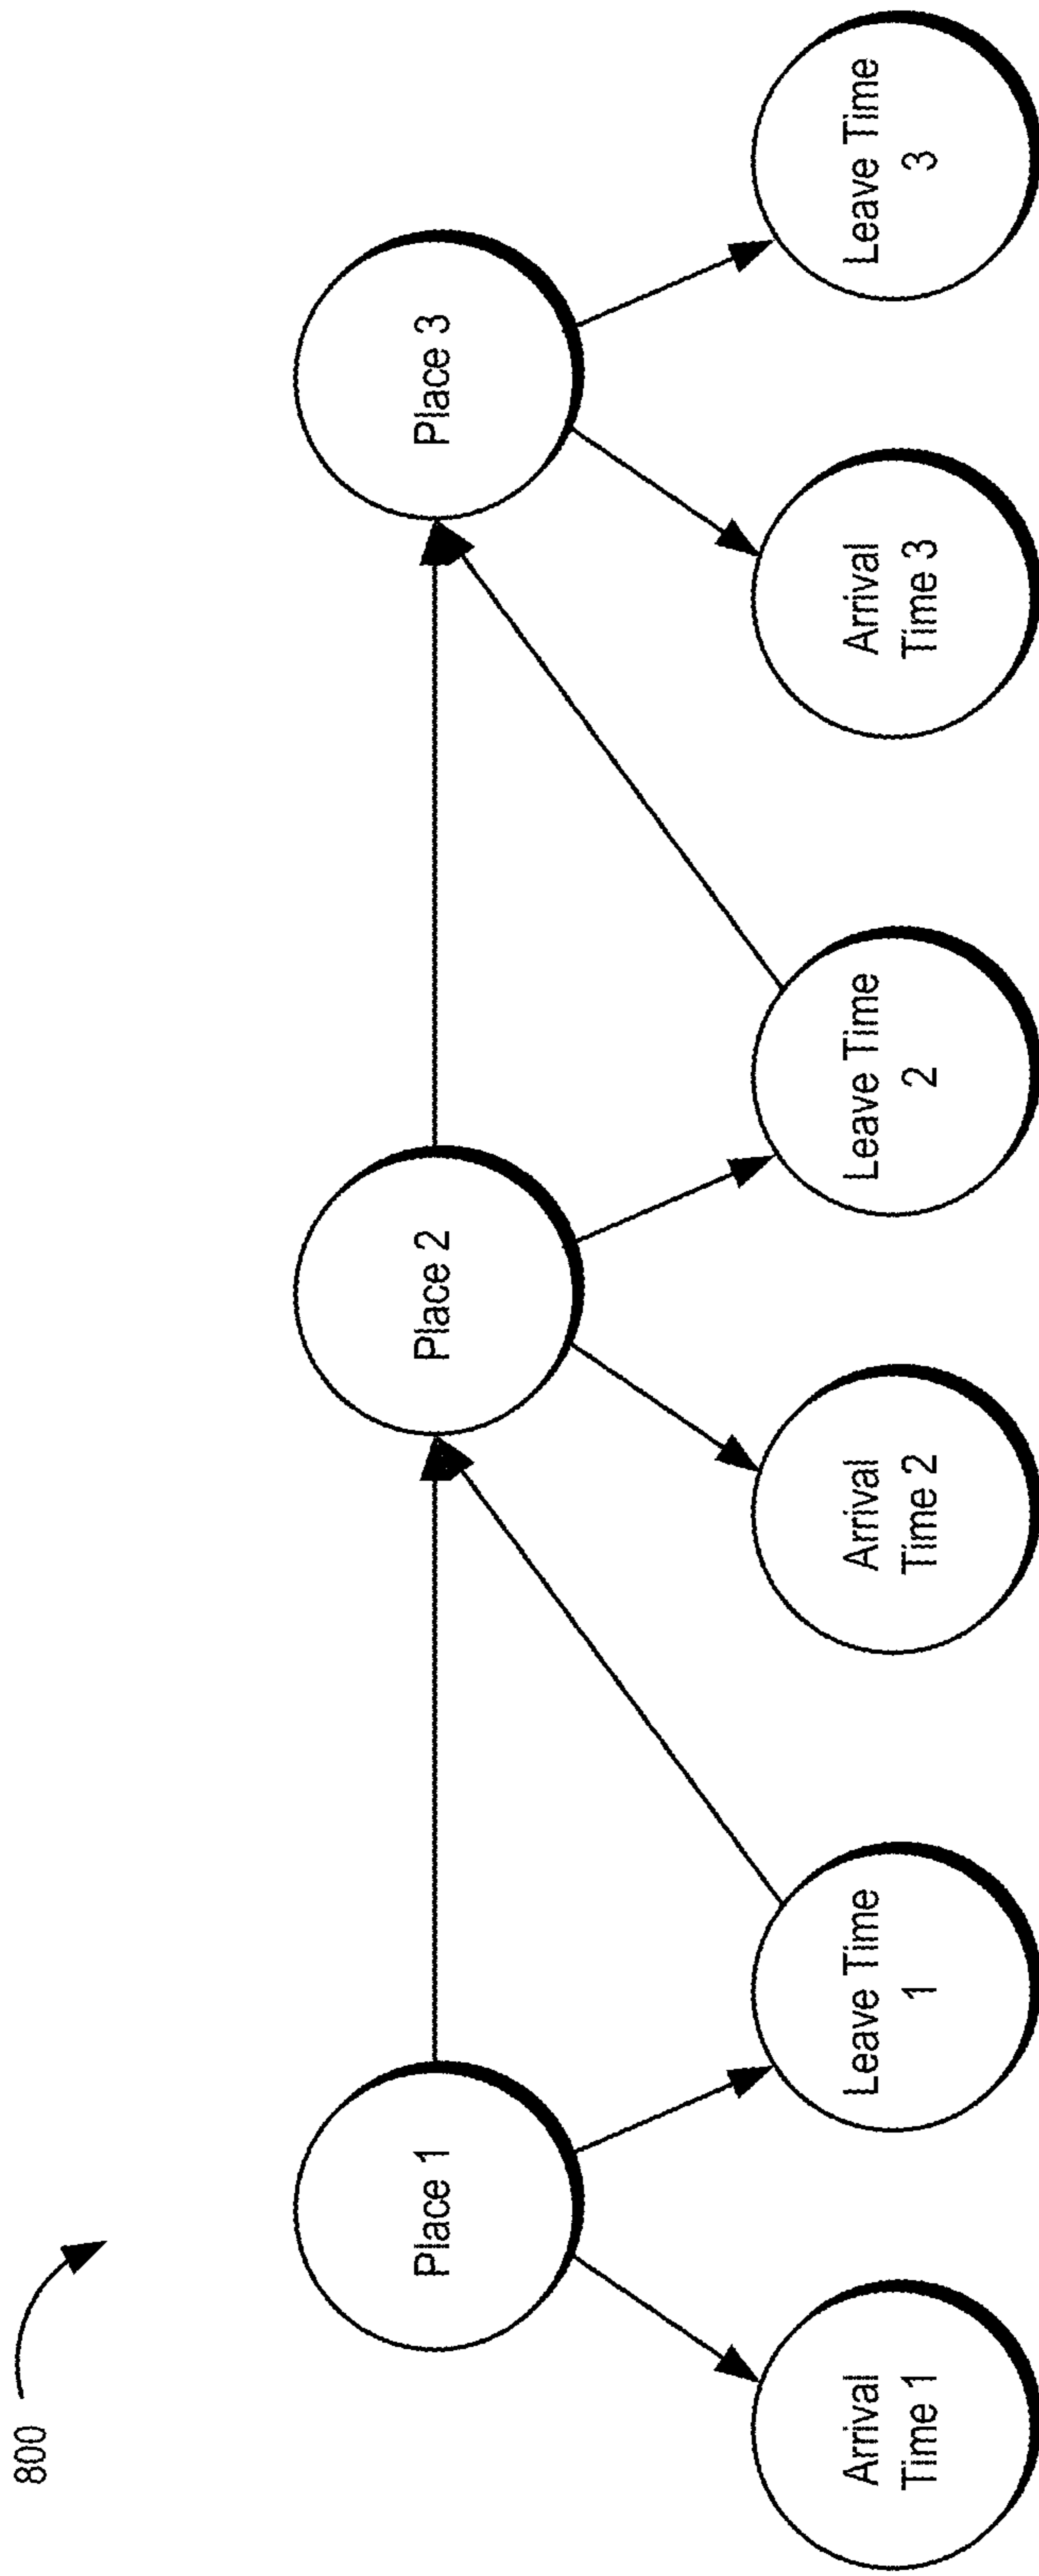 800
Place 1
Place 2
Place 3
Arrival
Time 1
Leave Time
1
Arrival
Time 2
Leave Time
2
Arrival
Time 3
Leave Time
3